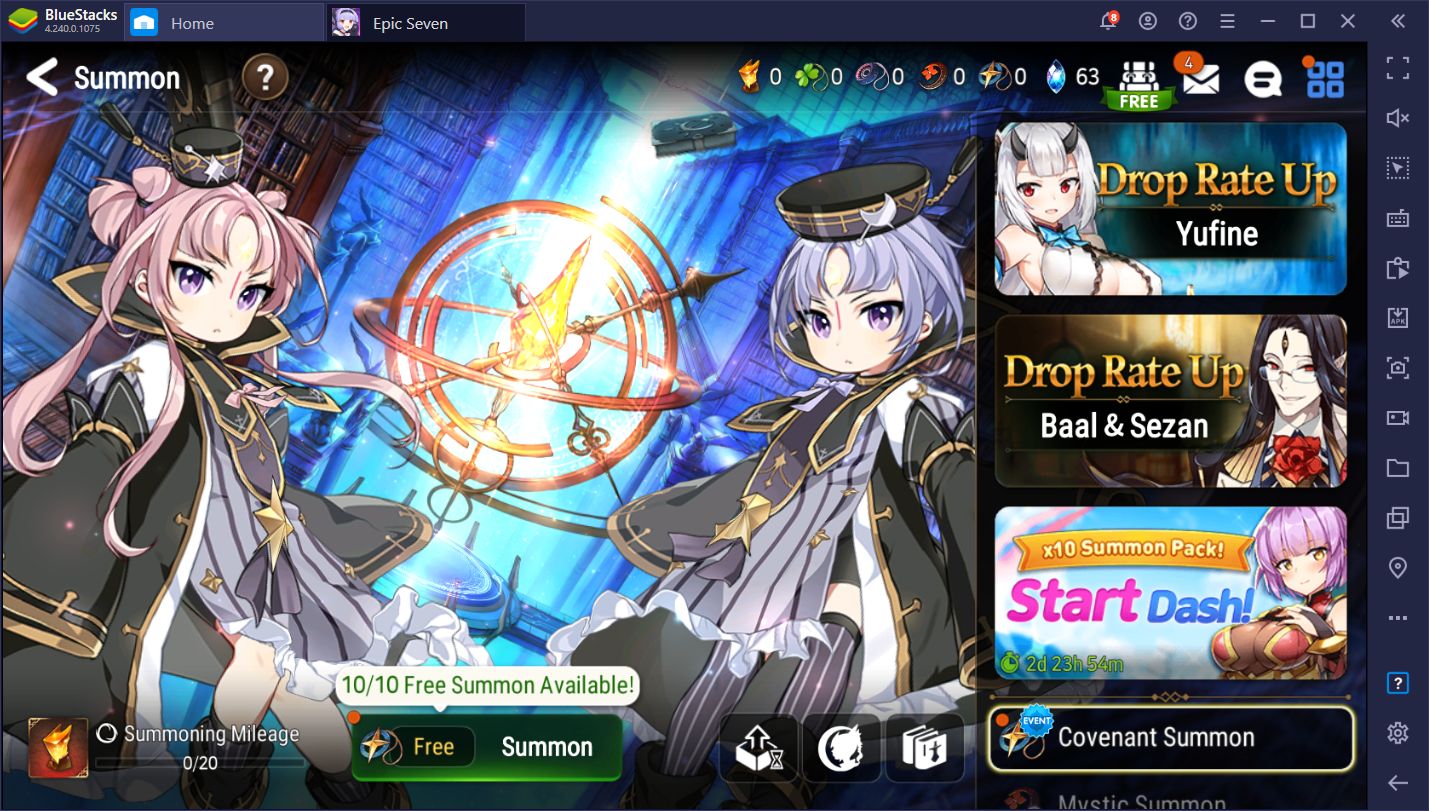 BlueStacks
4.240.0.1075
Home
Epic Seven
8
?
Summon
?
0
0
0
0
0
63
FREE
4
Drop Rate Up
Yufine
Drop Rate Up
Baal & Sezan
x10 Summon Pack!
Start Dash!
2d 23h 54m
10/10 Free Summon Available!
Summoning Mileage
0/20
Free
Summon
EVENT
Covenant Summon
Mystic Summon
APK
?